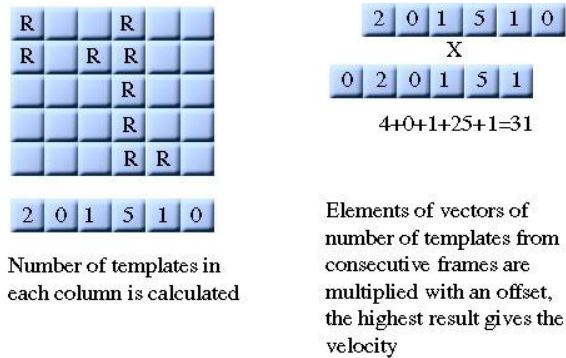 R R
R R R
R
R
R R
2 0 1 5 1 0
Number of templates in
each column is calculated
2 0 1 5 1 0
X
0 2 0 1 5 1
4+0+1+25+1=31
Elements of vectors of
number of templates from
consecutive frames are
multiplied with an offset,
the highest result gives the
velocity